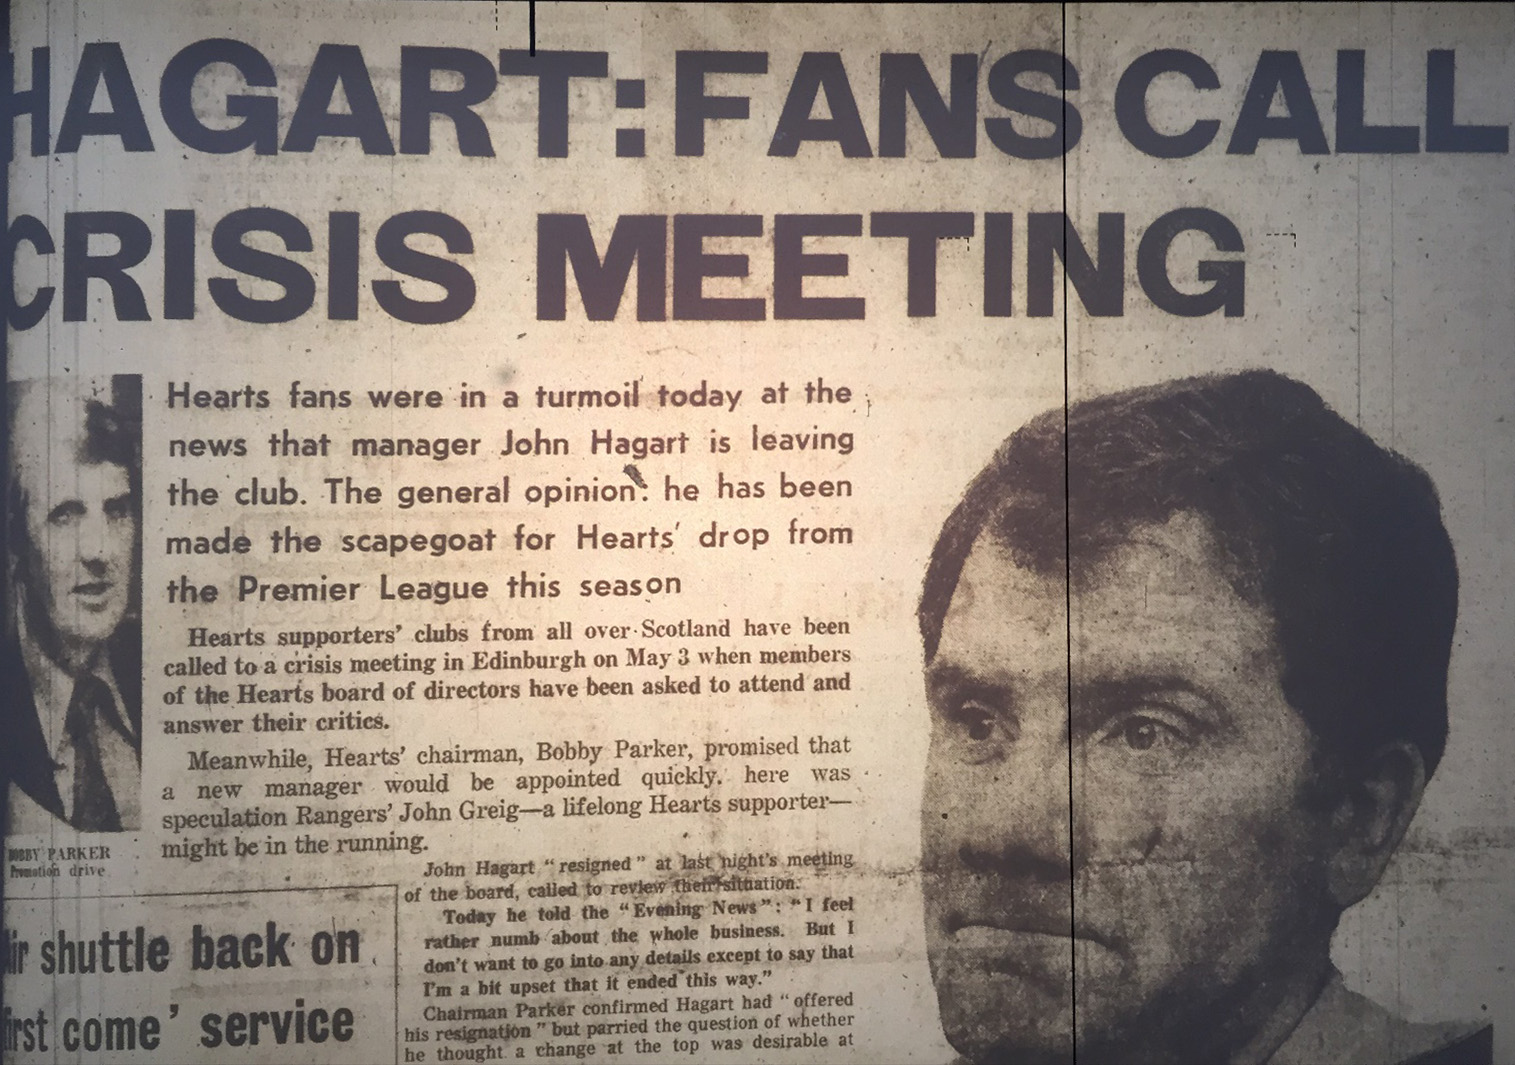 HAGART: FANS CALL
CRISIS MEETING
Hearts fans were in a turmoil today at the
news that manager John Hagart is leaving
the club. The general opinion: he has been
made the scapegoat for Hearts' drop from
the Premier League this season
Hearts supporters' clubs from all over Scotland have been
called to a crisis meeting in Edinburgh on May 3 when members
of the Hearts board of directors have been asked to attend and
answer their critics.
Meanwhile, Hearts' chairman, Bobby Parker, promised that
a new manager would be appointed quickly. here was
speculation Rangers' John Greig—a lifelong Hearts supporter—
might be in the running.
BOBBY PARKER
Promotion drive
John Hagart "resigned" at last night's meeting
of the board, called to review their situation.
Today he told the "Evening News": "I feel
rather numb about the whole business. But I
don't want to go into any details except to say that
I'm a bit upset that it ended this way."
Chairman Parker confirmed Hagart had "offered
his resignation" but parried the question of whether
he thought a change at the top was desirable at
ir shuttle back on
irst come' service